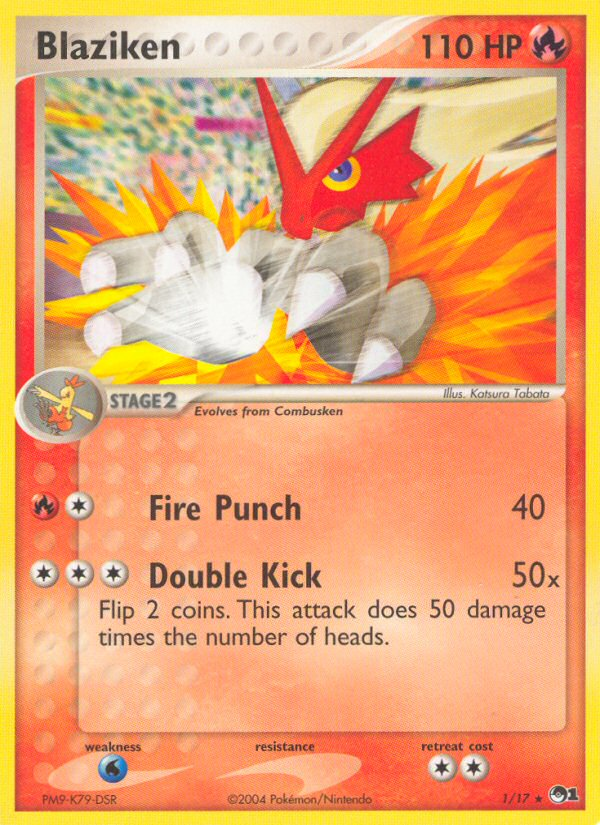 Blaziken 110 HP
Illus. Katsura Tabata
STAGE2
Evolves from Combusken
Fire Punch 40
Double Kick 50x
Flip 2 coins. This attack does 50 damage
times the number of heads.
weakness resistance retreat cost
PM9-K79-DSR ©2004 Pokémon/Nintendo 1/17 ★ 1